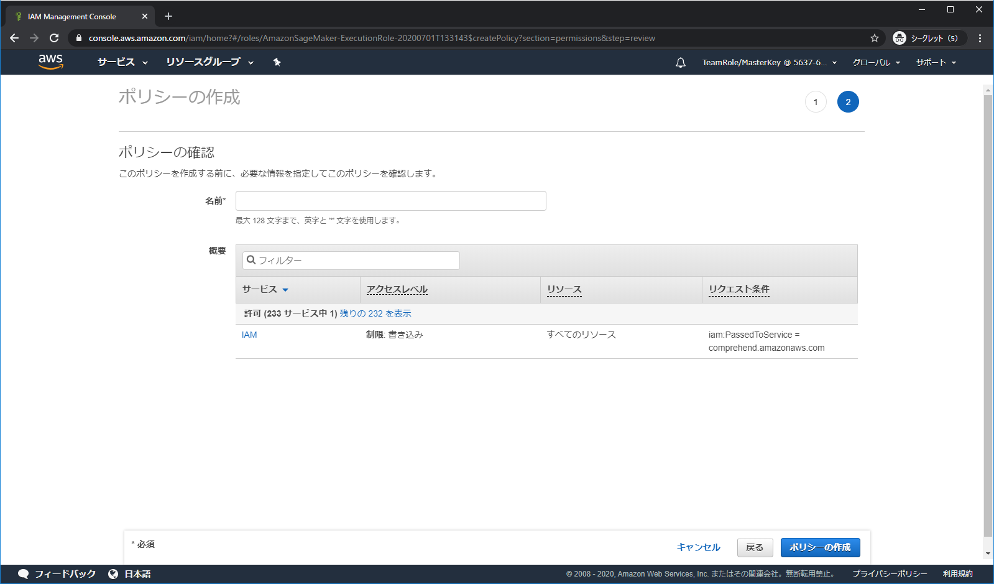 IAM Management Console
console.aws.amazon.com/iam/home?#/roles/AmazonSageMaker-ExecutionRole-20200701T133143$createPolicy?section=permissions&step=review
シークレット (5)
aws
サービス
リソースグループ
TeamRole/MasterKey @ 5637-6...
グローバル
サポート
ポリシーの作成
1
2
ポリシーの確認
このポリシーを作成する前に、必要な情報を指定してこのポリシーを確認します。
名前*
最大 128 文字まで、英字と '' 文字を使用します。
概要
フィルター
サービス
アクセスレベル
リソース
リクエスト条件
許可 (233 サービス中 1) 残りの 232 を表示
IAM
制限: 書き込み
すべてのリソース
iam:PassedToService =
comprehend.amazonaws.com
* 必須
キャンセル
戻る
ポリシーの作成
フィードバック
日本語
© 2008 - 2020, Amazon Web Services, Inc. またはその関連会社。無断転用禁止。
プライバシーポリシー
利用規約